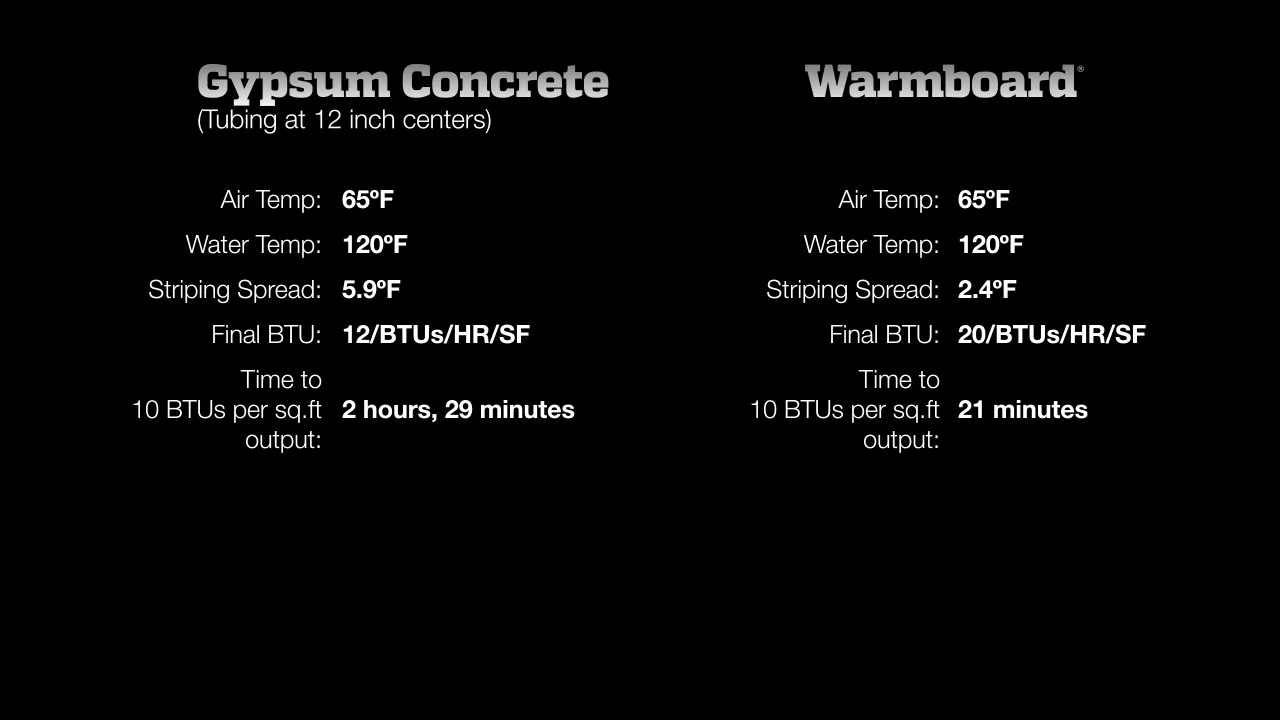 Gypsum Concrete
(Tubing at 12 inch centers)
Air Temp: 65ºF
Water Temp: 120ºF
Striping Spread: 5.9ºF
Final BTU: 12/BTUs/HR/SF
Time to
10 BTUs per sq.ft 2 hours, 29 minutes
output:
Warmboard®
Air Temp: 65ºF
Water Temp: 120ºF
Striping Spread: 2.4ºF
Final BTU: 20/BTUs/HR/SF
Time to
10 BTUs per sq.ft 21 minutes
output: